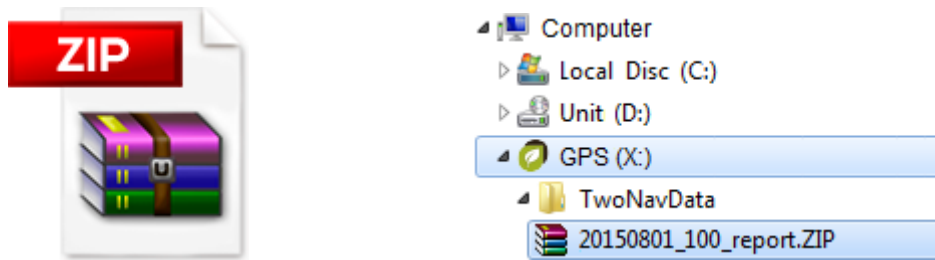 ZIP
Computer
Local Disc (C:)
Unit (D:)
GPS (X:)
TwoNavData
20150801_100_report.ZIP